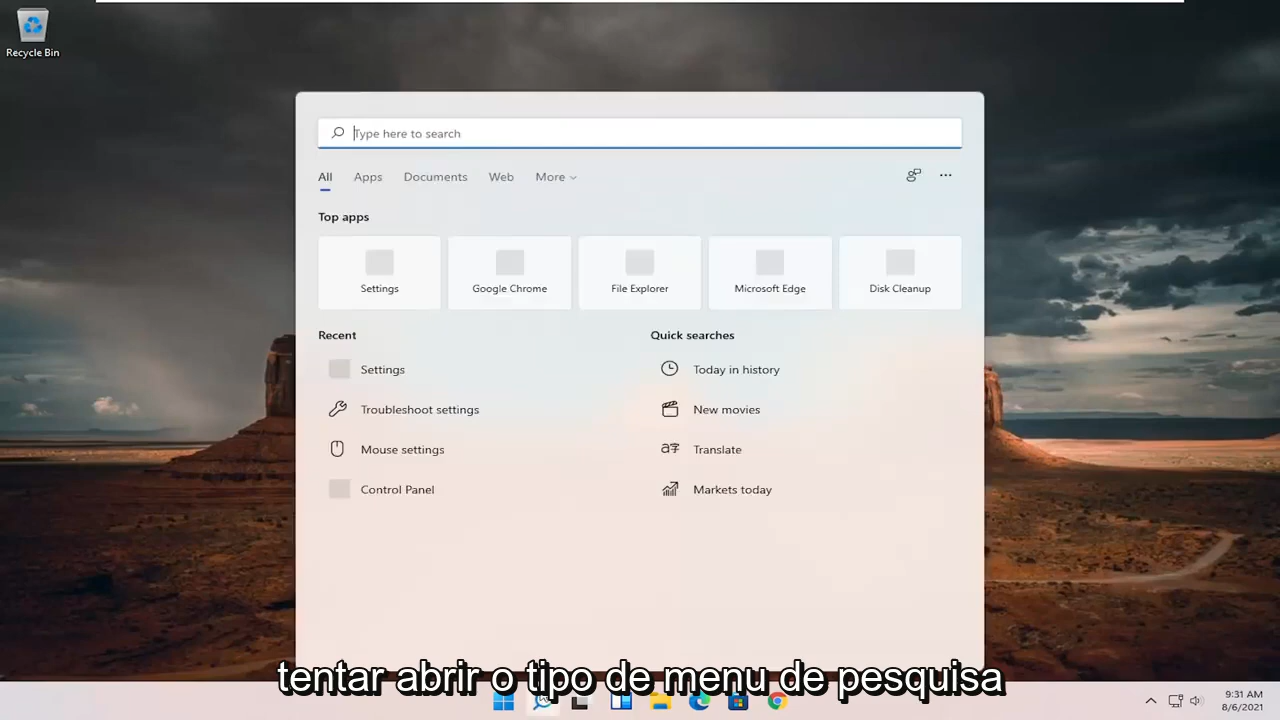 Recycle Bin
Type here to search
All Apps Documents Web More
Top apps
Settings Google Chrome File Explorer Microsoft Edge Disk Cleanup
Recent Quick searches
Settings Today in history
Troubleshoot settings New movies
Mouse settings Translate
Control Panel Markets today
tentar abrir o tipo de menu de pesquisa
9:31 AM
8/6/2021